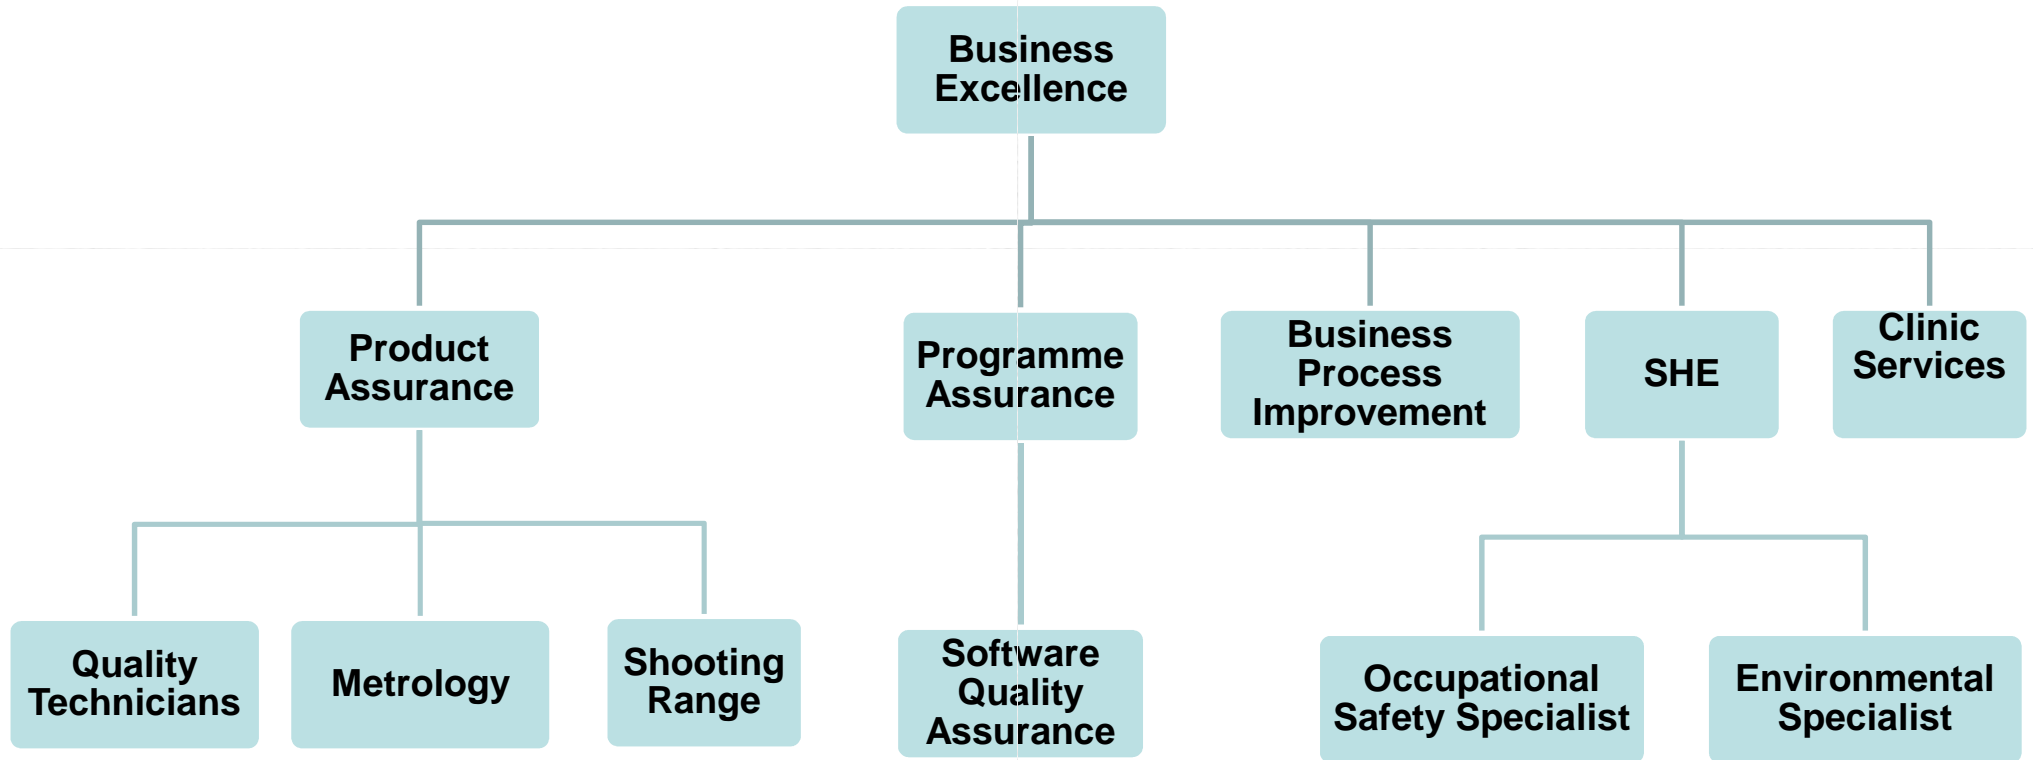 Business
Excellence
Product
Assurance
Programme
Assurance
Business
Process
Improvement
SHE
Clinic
Services
Quality
Technicians
Metrology
Shooting
Range
Software
Quality
Assurance
Occupational
Safety Specialist
Environmental
Specialist